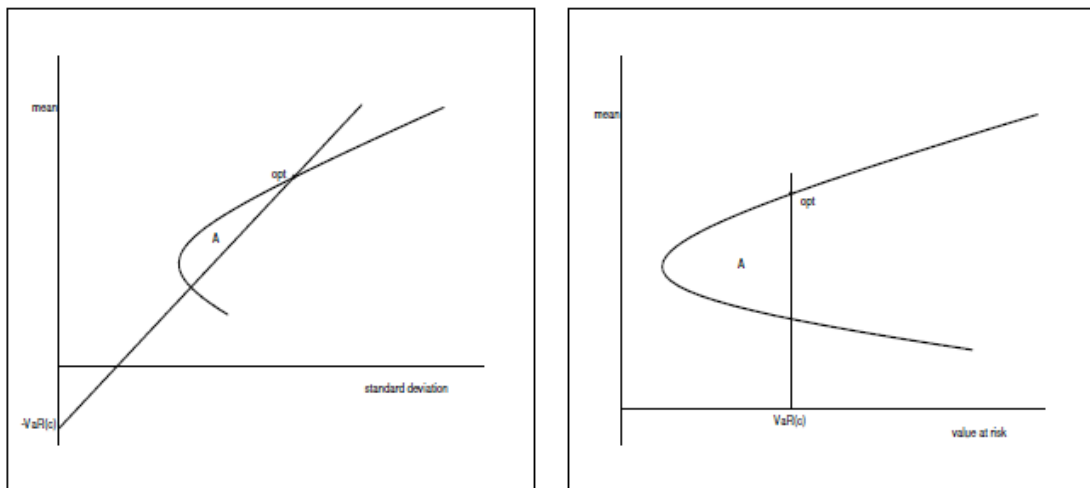 mean
opt
A
standard deviation
-VaR(c)
mean
opt
A
VaR(c)
value at risk